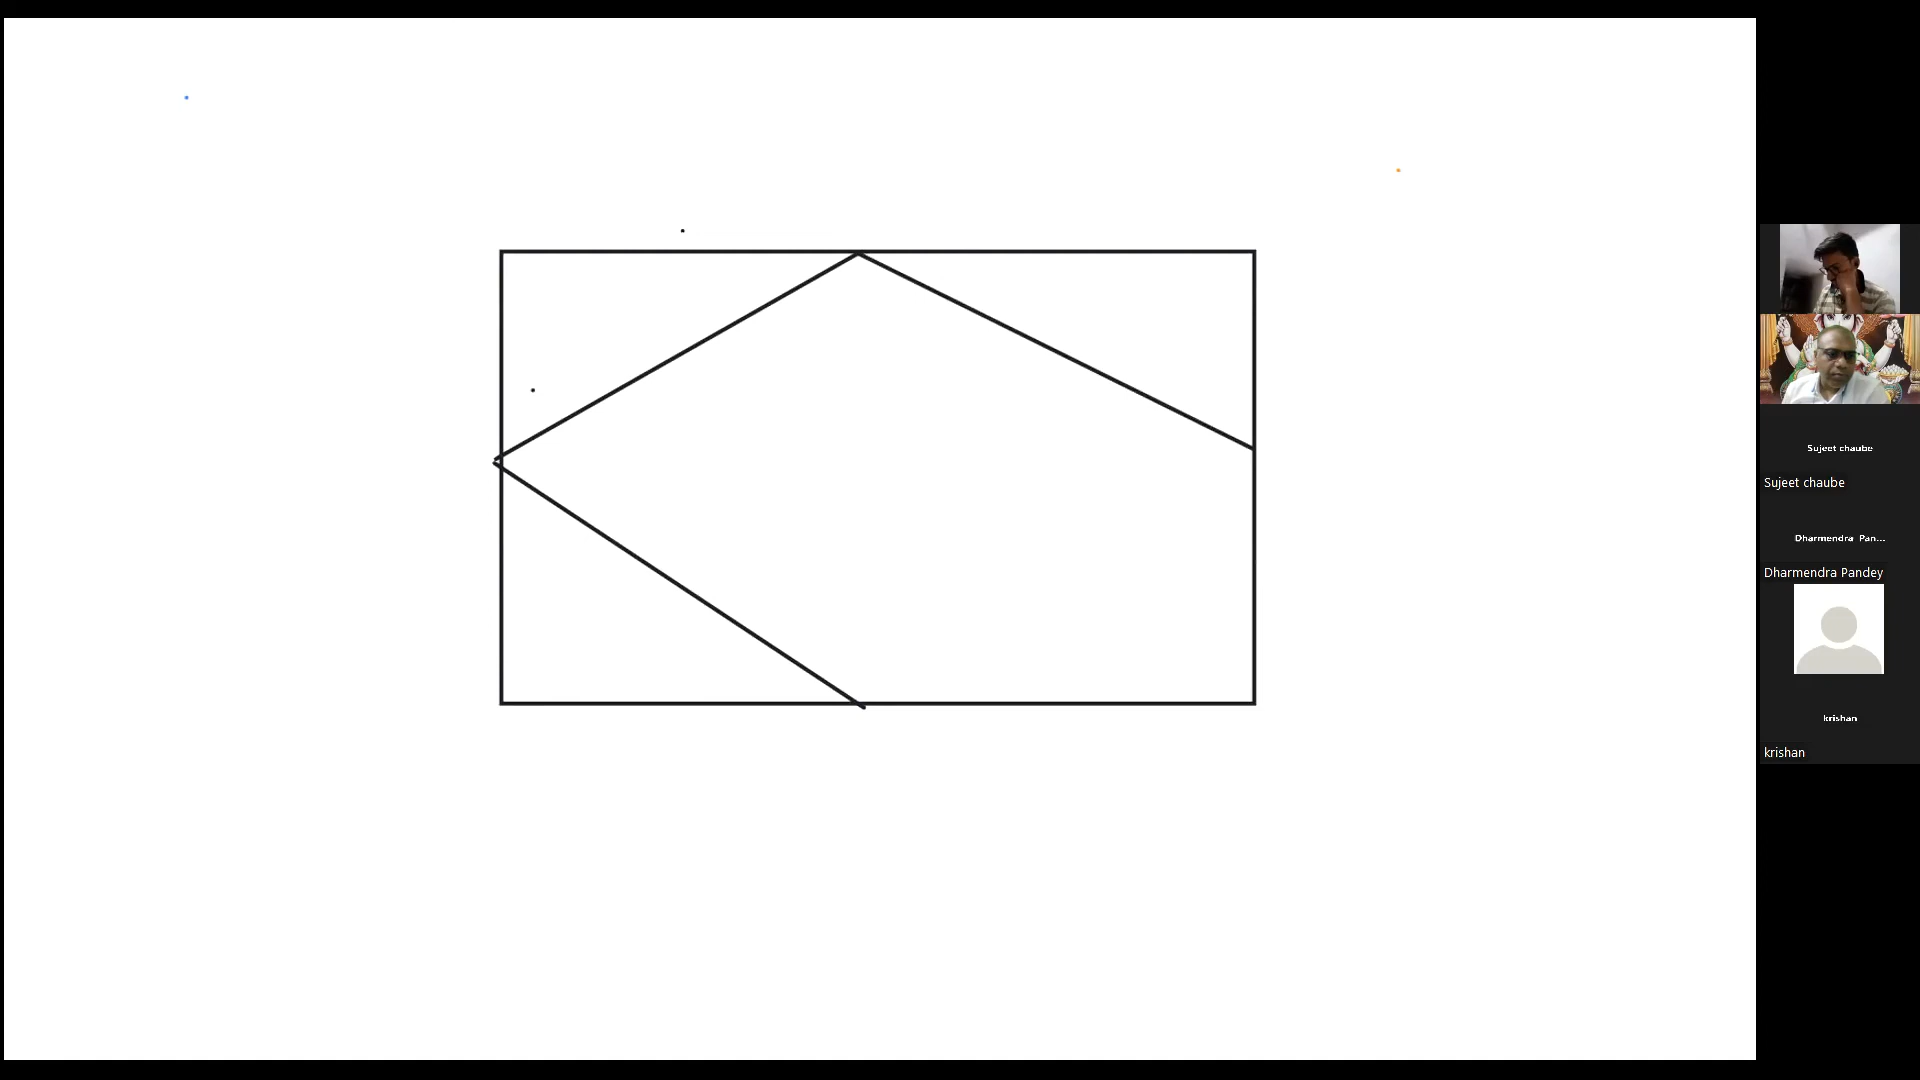 Sujeet chaube
Sujeet chaube
Dharmendra Pan...
Dharmendra Pandey
krishan
krishan